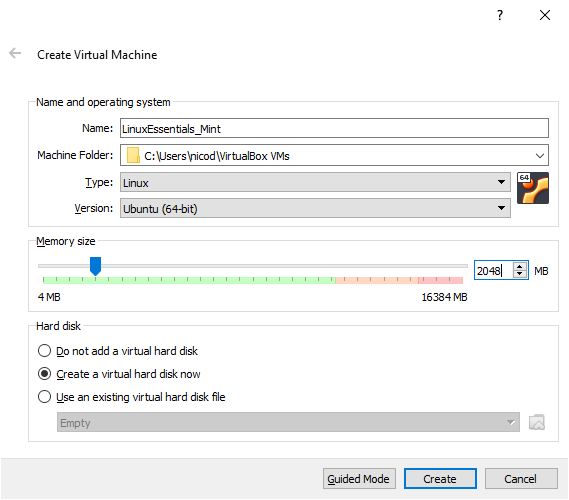 ?
Create Virtual Machine
Name and operating system
Name: LinuxEssentials_Mint
Machine Folder: C:\Users\nicod\VirtualBox VMs
Type: Linux
64
Version: Ubuntu (64-bit)
Memory size
2048 MB
4 MB 16384 MB
Hard disk
Do not add a virtual hard disk
Create a virtual hard disk now
Use an existing virtual hard disk file
Empty
Guided Mode Create Cancel